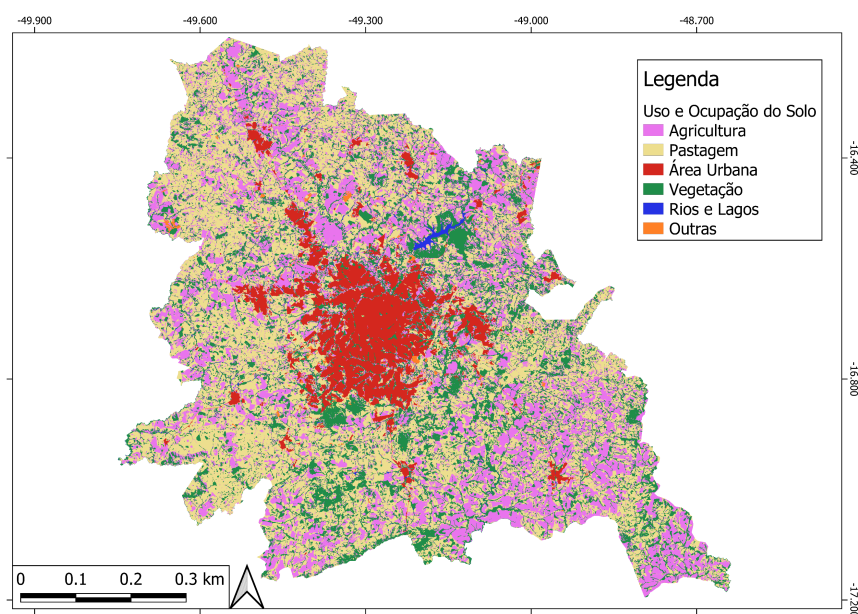 -49.900 -49.600 -49.300 -49.000 -48.700
Legenda
Uso e Ocupação do Solo
Agricultura
Pastagem
Área Urbana
Vegetação
Rios e Lagos
Outras
-16.400
-16.800
-17.200
0 0.1 0.2 0.3 km